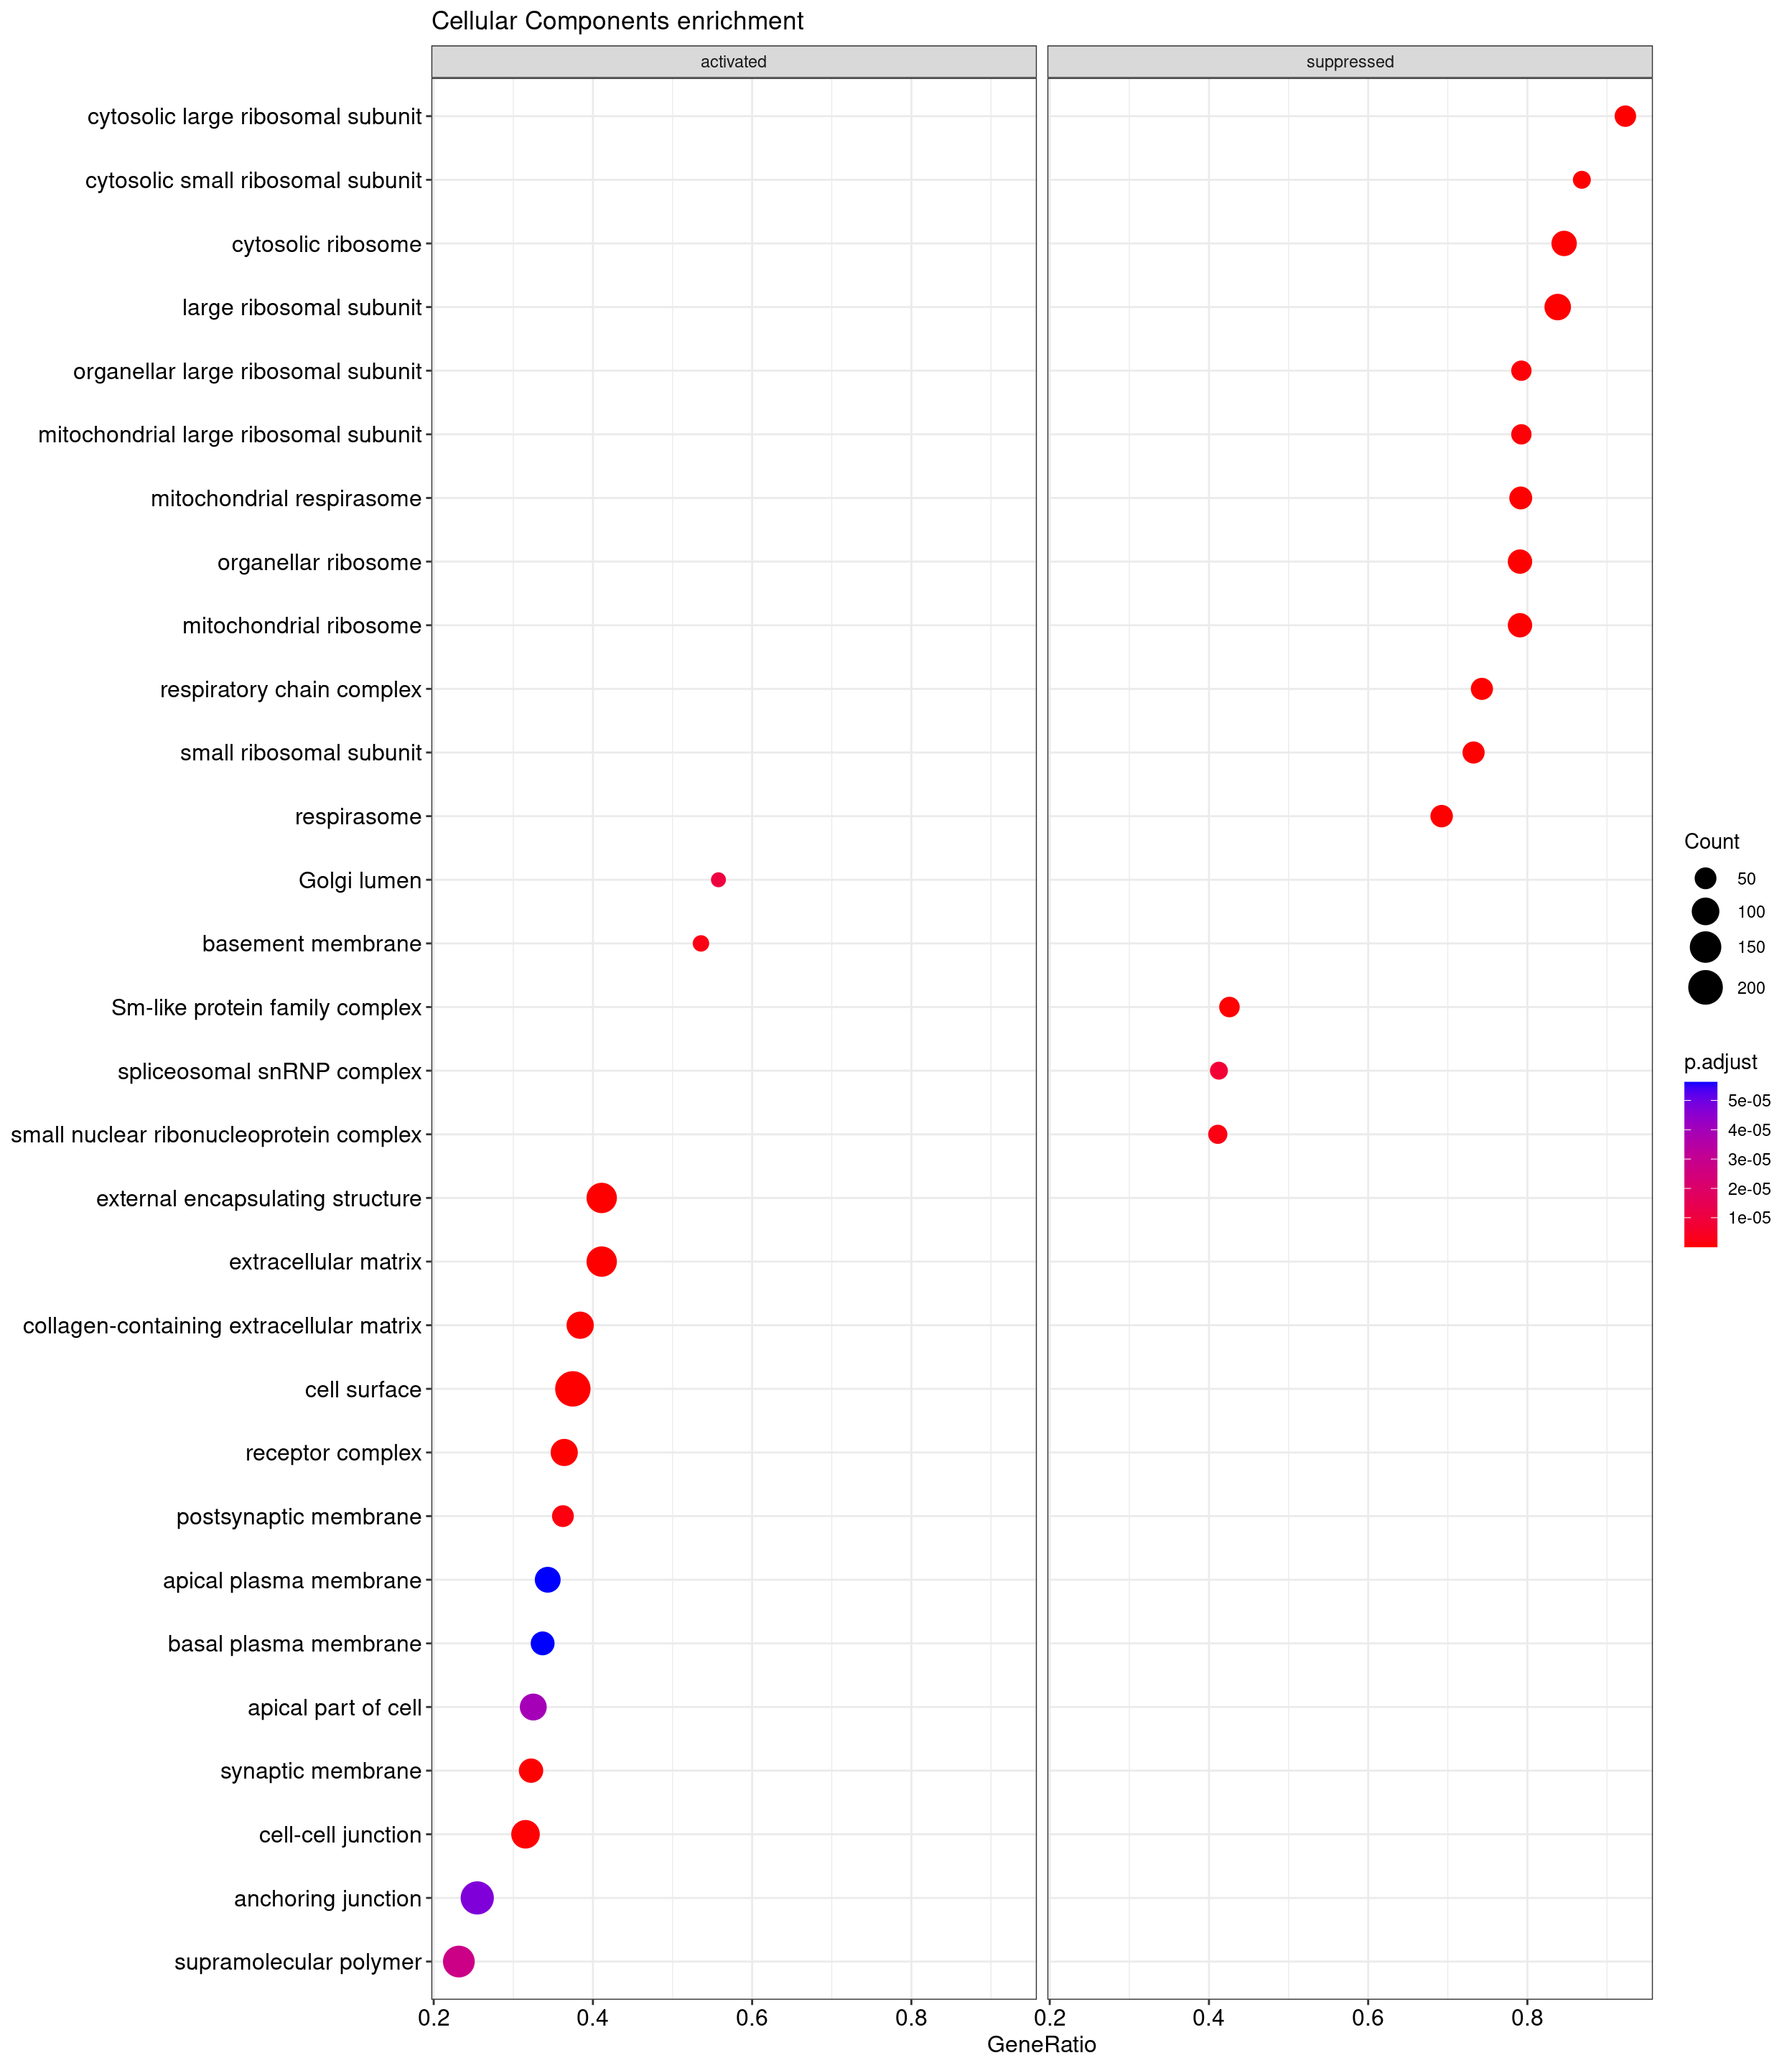 Cellular Components enrichment
activated
suppressed
cytosolic large ribosomal subunit
cytosolic small ribosomal subunit
cytosolic ribosome
large ribosomal subunit
organellar large ribosomal subunit
mitochondrial large ribosomal subunit
mitochondrial respirasome
organellar ribosome
mitochondrial ribosome
respiratory chain complex
small ribosomal subunit
respirasome
Golgi lumen
basement membrane
Sm-like protein family complex
spliceosomal snRNP complex
small nuclear ribonucleoprotein complex
external encapsulating structure
extracellular matrix
collagen-containing extracellular matrix
cell surface
receptor complex
postsynaptic membrane
apical plasma membrane
basal plasma membrane
apical part of cell
synaptic membrane
cell-cell junction
anchoring junction
supramolecular polymer
0.2 0.4 0.6 0.8
0.2 0.4 0.6 0.8
GeneRatio
Count
50
100
150
200
p.adjust
5e-05
4e-05
3e-05
2e-05
1e-05